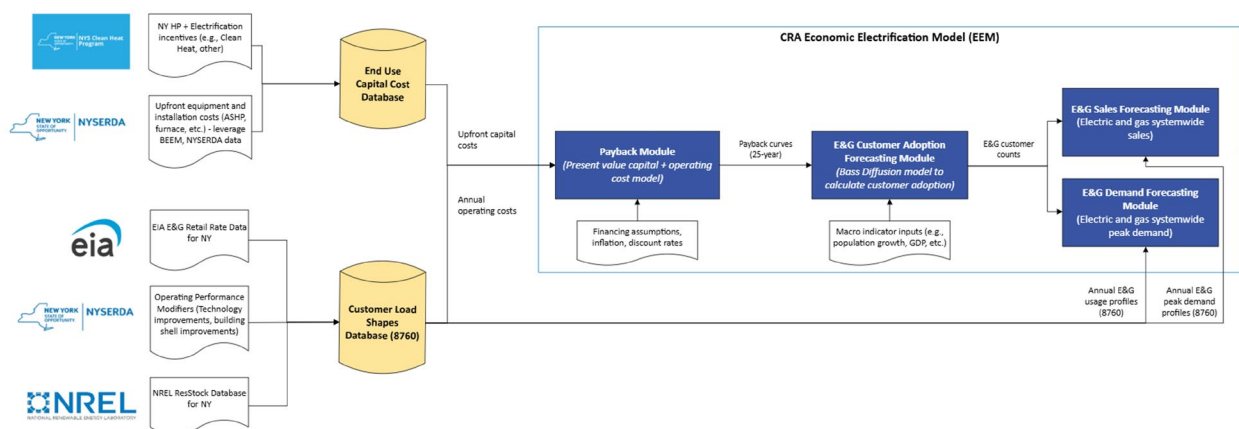 NEW YORK
STATE OF
OPPORTUNITY
NYS Clean Heat
Program
NY HP + Electrification
incentives (e.g., Clean
Heat, other)
NEW YORK
STATE OF
OPPORTUNITY
NYSERDA
Upfront equipment and
installation costs (ASHP,
furnace, etc.) - leverage
BEEM, NYSERDA data
End Use
Capital Cost
Database
eia
EIA E&G Retail Rate Data
for NY
NEW YORK
STATE OF
OPPORTUNITY
NYSERDA
Operating Performance
Modifiers (Technology
improvements, building
shell improvements)
NREL
NATIONAL RENEWABLE ENERGY LABORATORY
NREL ResStock Database
for NY
Customer Load
Shapes
Database (8760)
Upfront capital
costs
Annual
operating costs
CRA Economic Electrification Model (EEM)
Payback Module
(Present value capital + operating
cost model)
Financing assumptions,
inflation, discount rates
Payback curves
(25-year)
E&G Customer Adoption
Forecasting Module
(Bass Diffusion model to
calculate customer adoption)
Macro indicator inputs (e.g.,
population growth, GDP, etc.)
E&G customer
counts
E&G Sales Forecasting Module
(Electric and gas systemwide
sales)
E&G Demand Forecasting
Module
(Electric and gas systemwide
peak demand)
Annual E&G
usage profiles
(8760)
Annual E&G
peak demand
profiles (8760)